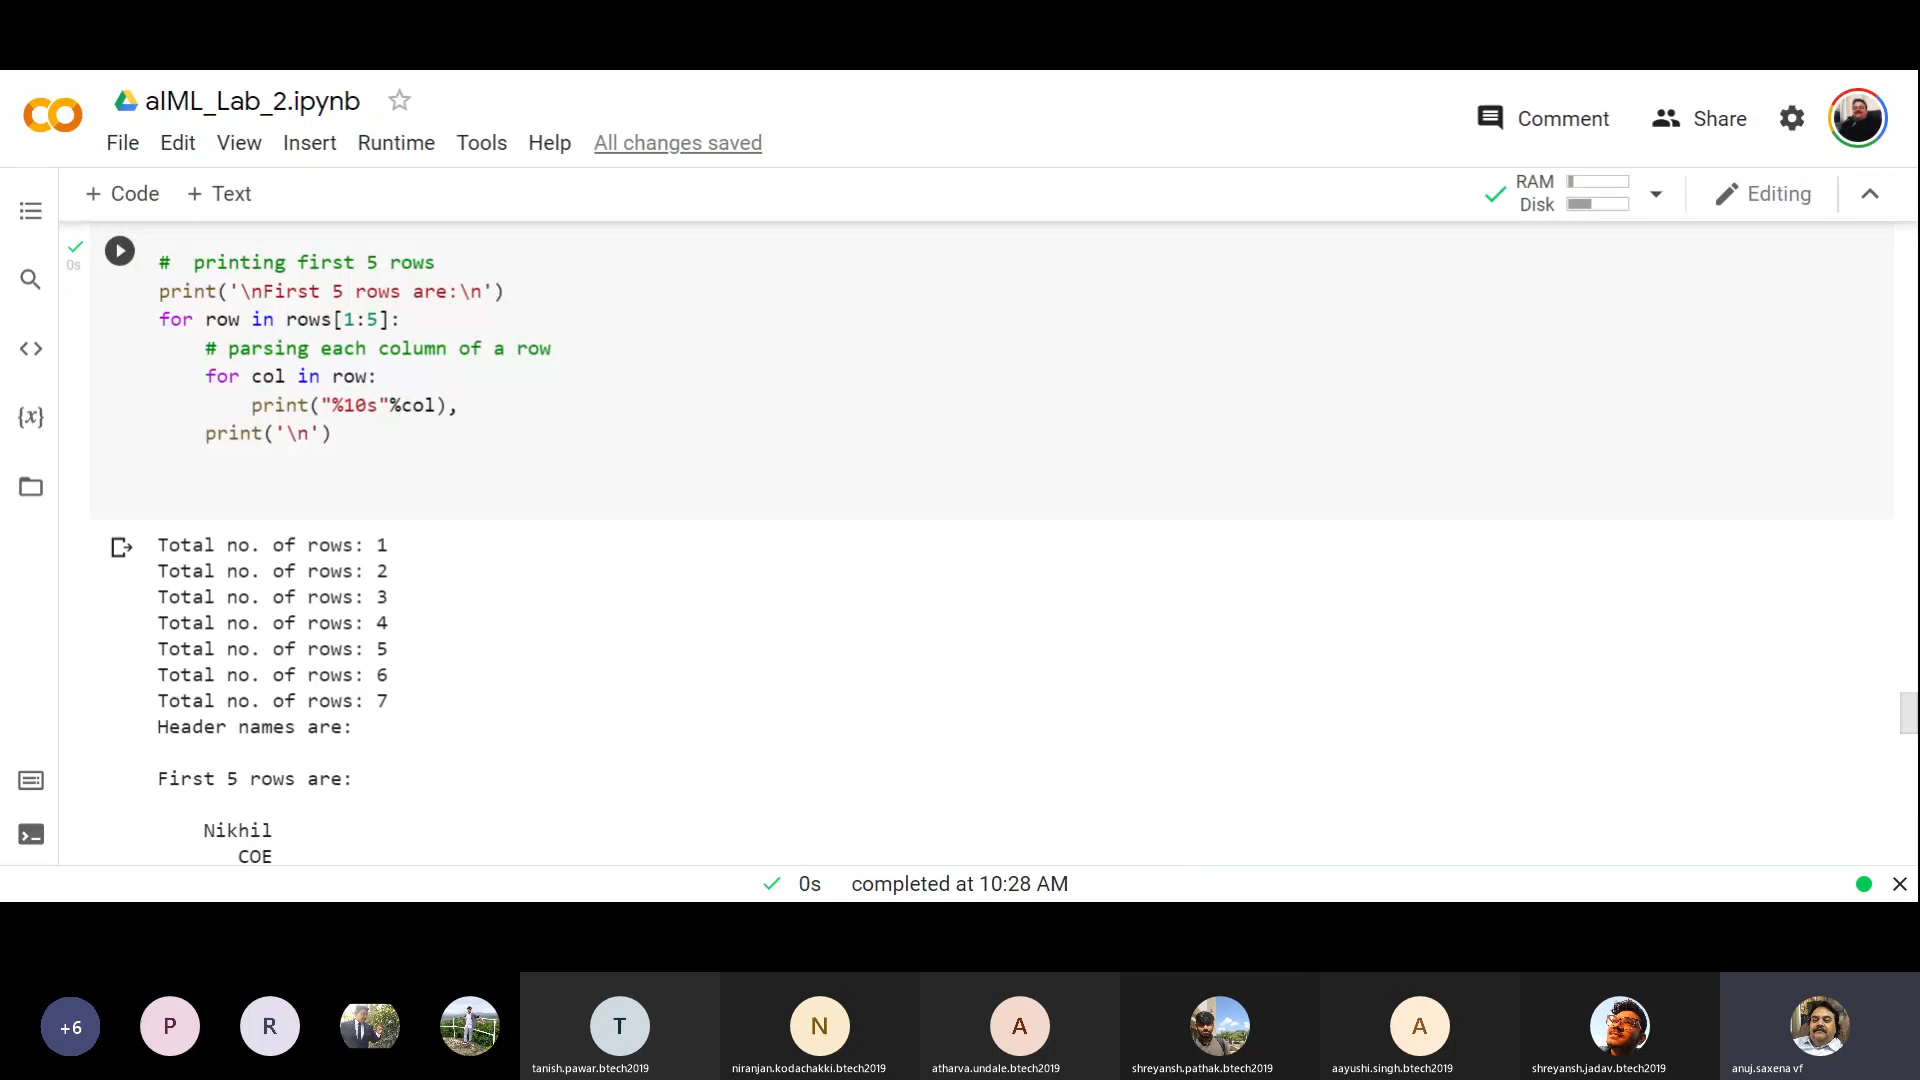 aIML_Lab_2.ipynb
Comment
Share
File Edit View Insert Runtime Tools Help All changes saved
+ Code + Text
RAM
Disk
Editing
0s
# printing first 5 rows
print('\nFirst 5 rows are:\n')
for row in rows[1:5]:
# parsing each column of a row
for col in row:
print("%10s"%col),
print('\n')
{x}
Total no. of rows: 1
Total no. of rows: 2
Total no. of rows: 3
Total no. of rows: 4
Total no. of rows: 5
Total no. of rows: 6
Total no. of rows: 7
Header names are:
First 5 rows are:
Nikhil
COE
0s completed at 10:28 AM
+6 P R T N A A
tanish.pawar.btech2019 niranjan.kodachakki.btech2019 atharva.undale.btech2019 shreyansh.pathak.btech2019 aayushi.singh.btech2019 shreyansh.jadav.btech2019 anuj.saxena vf